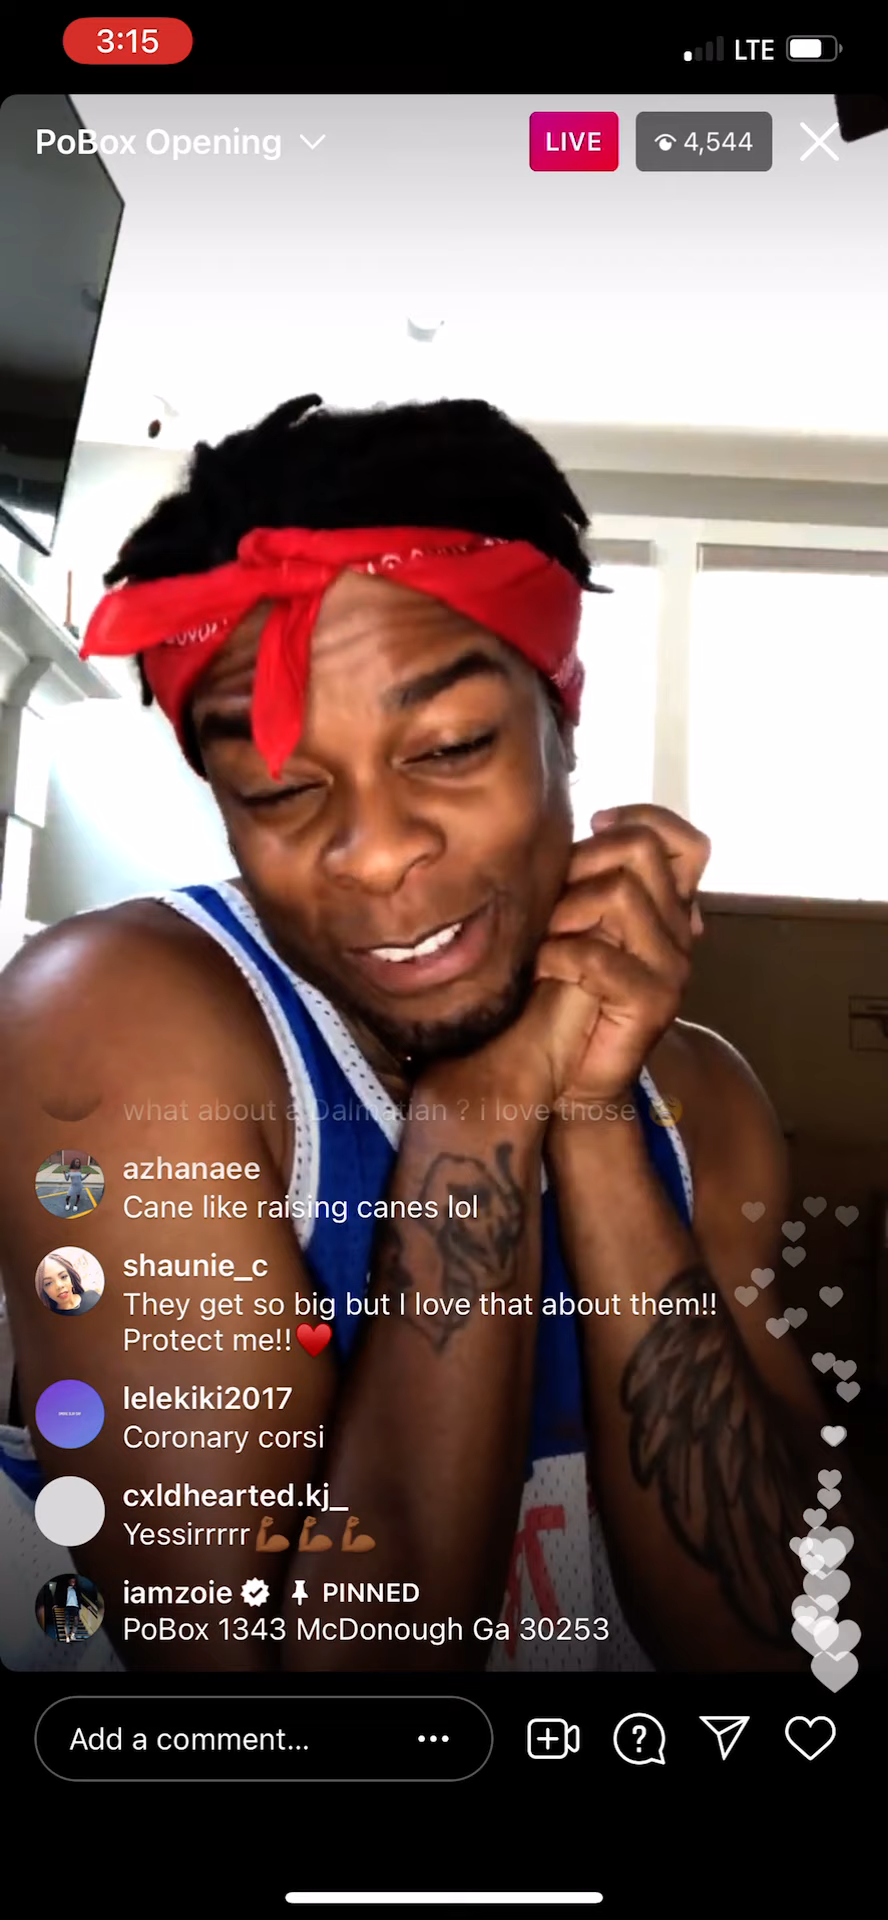 3:15
LTE
PoBox Opening
LIVE
4,544
what about a Dalmatian ? i love those 😩
azhanaee
Cane like raising canes lol
shaunie_c
They get so big but I love that about them!!
Protect me!!♥️
lelekiki2017
Coronary corsi
cxldhearted.kj_
Yessirrrrr💪🏾💪🏾💪🏾
iamzoie PINNED
PoBox 1343 McDonough Ga 30253
Add a comment...